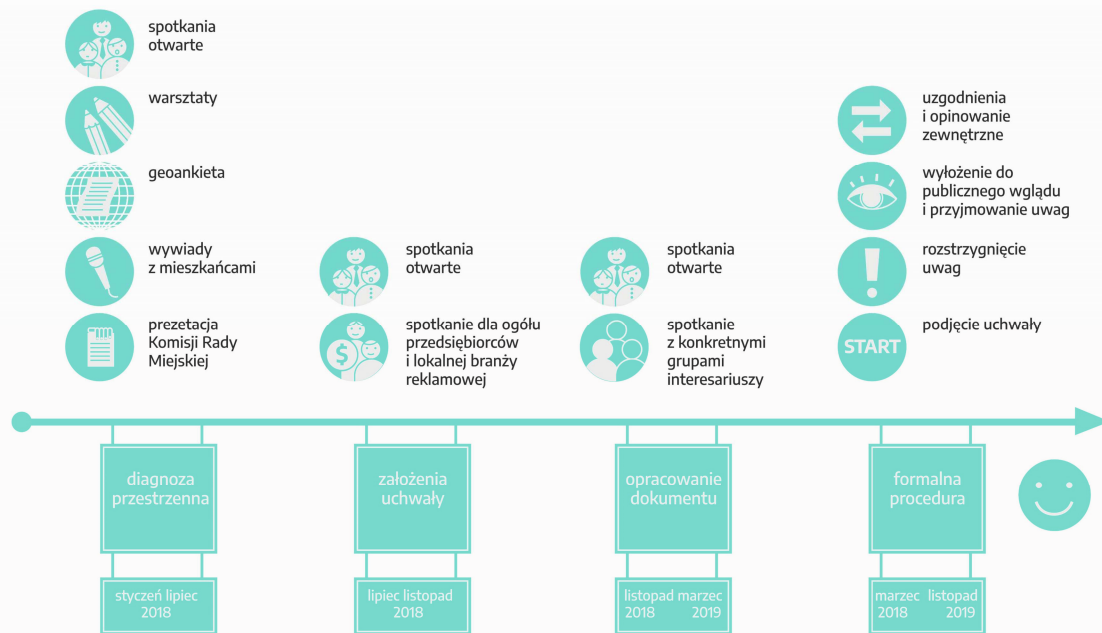 spotkania
otwarte
warsztaty
geoankieta
wywiady
z mieszkańcami
prezetacja
Komisji Rady
Miejskiej
spotkania
otwarte
spotkanie dla ogółu
przedsiębiorców
i lokalnej branży
reklamowej
$
spotkania
otwarte
spotkanie
z konkretnymi
grupami
interesariuszy
uzgodnienia
i opinowanie
zewnętrzne
wyłożenie do
publicznego wglądu
i przyjmowanie uwag
!
rozstrzygnięcie
uwag
START
podjęcie uchwały
diagnoza
przestrzenna
założenia
uchwały
opracowanie
dokumentu
formalna
procedura
styczeń lipiec
2018
lipiec listopad
2018
listopad marzec
2018 2019
marzec listopad
2018 2019